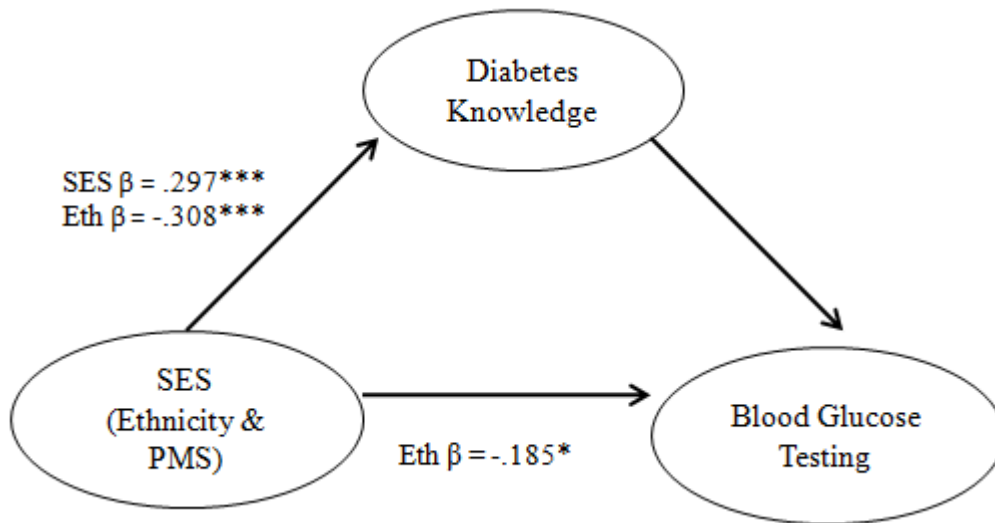 Diabetes
Knowledge
SES β = .297***
Eth β = -.308***
SES
(Ethnicity &
PMS)
Eth β = -.185*
Blood Glucose
Testing